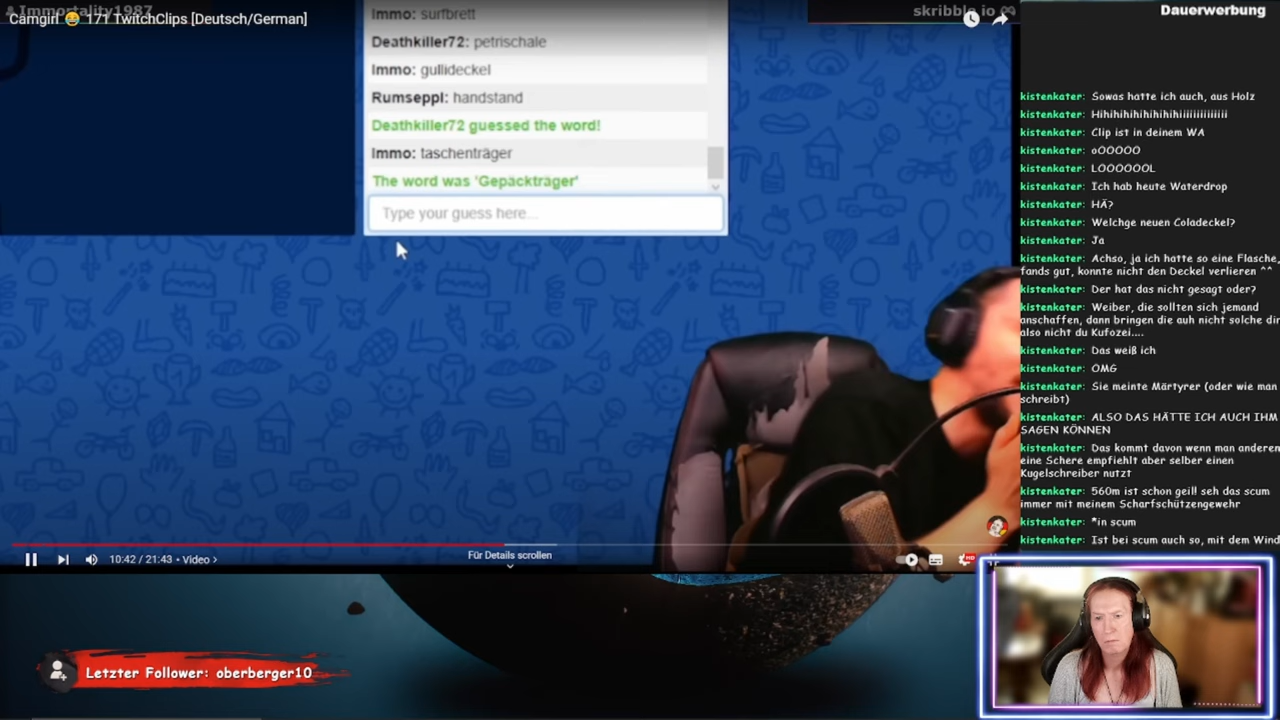 Immortality1987
Camgirl 😂 171 TwitchClips [Deutsch/German]
skribble io
Dauerwerbung
Immo: surfbrett
Deathkiller72: petrischale
Immo: gullideckel
Rumseppl: handstand
Deathkiller72 guessed the word!
Immo: taschenträger
The word was 'Gepäckträger'
Type your guess here...
kistenkater: Sowas hatte ich auch, aus Holz
kistenkater: Hihihihihihihihiiiiiiiiiiiiii
kistenkater: Clip ist in deinem WA
kistenkater: oOOOOO
kistenkater: LOOOOOOL
kistenkater: Ich hab heute Waterdrop
kistenkater: HÄ?
kistenkater: Welchge neuen Coladeckel?
kistenkater: Ja
kistenkater: Achso, ja ich hatte so eine Flasche,
fands gut, konnte nicht den Deckel verlieren ^^
kistenkater: Der hat das nicht gesagt oder?
kistenkater: Weiber, die sollten sich jemand
anschaffen, dann bringen die auh nicht solche din
also nicht du Kufozei....
kistenkater: Das weiß ich
kistenkater: OMG
kistenkater: Sie meinte Märtyrer (oder wie man
schreibt)
kistenkater: ALSO DAS HÄTTE ICH AUCH IHM
SAGEN KÖNNEN
kistenkater: Das kommt davon wenn man anderen
eine Schere empfiehlt aber selber einen
Kugelschreiber nutzt
kistenkater: 560m ist schon geill seh das scum
immer mit meinem Scharfschützengewehr
kistenkater: *in scum
kistenkater: Ist bei scum auch so, mit dem Wind
10:42 / 21:43 • Video ›
Für Details scrollen
HD
Letzter Follower: oberberger10